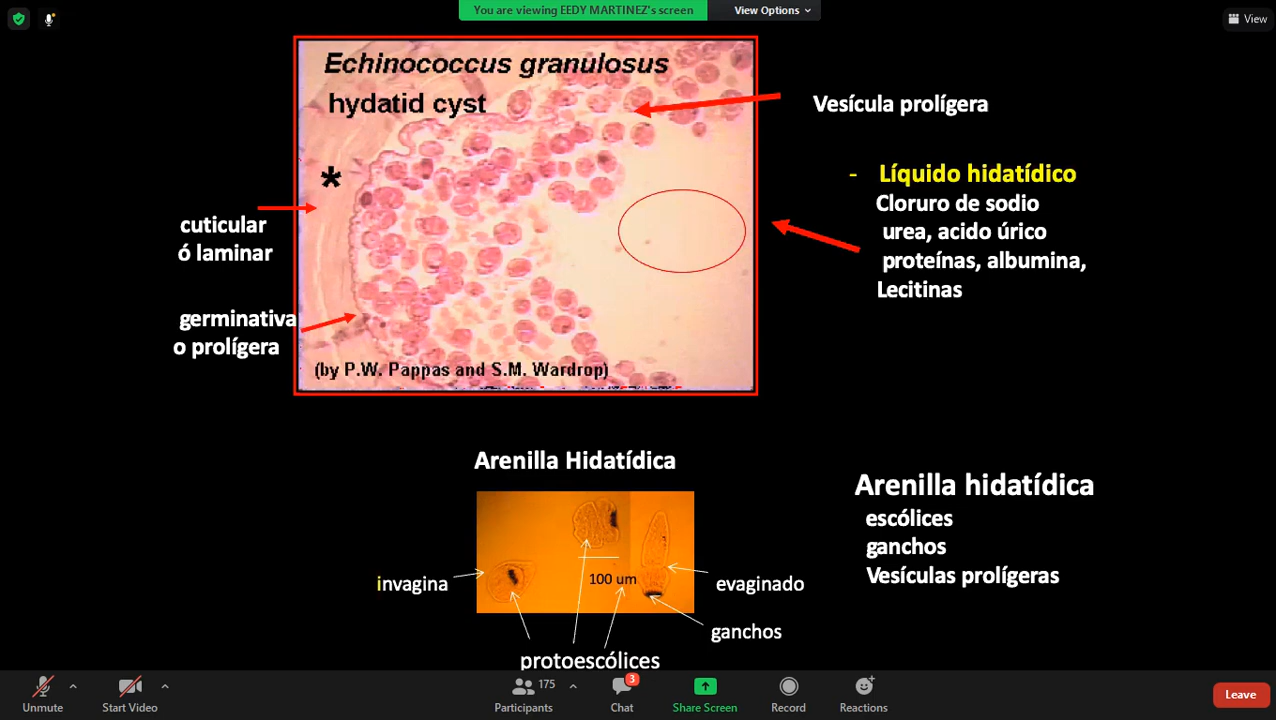 You are viewing EEDY MARTINEZ's screen
View Options
View
Echinococcus granulosus
hydatid cyst
*
(by P.W. Pappas and S.M. Wardrop)
Vesícula prolígera
- Líquido hidatídico
Cloruro de sodio
urea, acido úrico
proteínas, albumina,
Lecitinas
cuticular
ó laminar
germinativa
o prolígera
Arenilla Hidatídica
100 um
invagina
evaginado
ganchos
protoescólices
Arenilla hidatídica
escólices
ganchos
Vesículas prolígeras
Unmute
Start Video
175
Participants
3
Chat
Share Screen
Record
Reactions
Leave